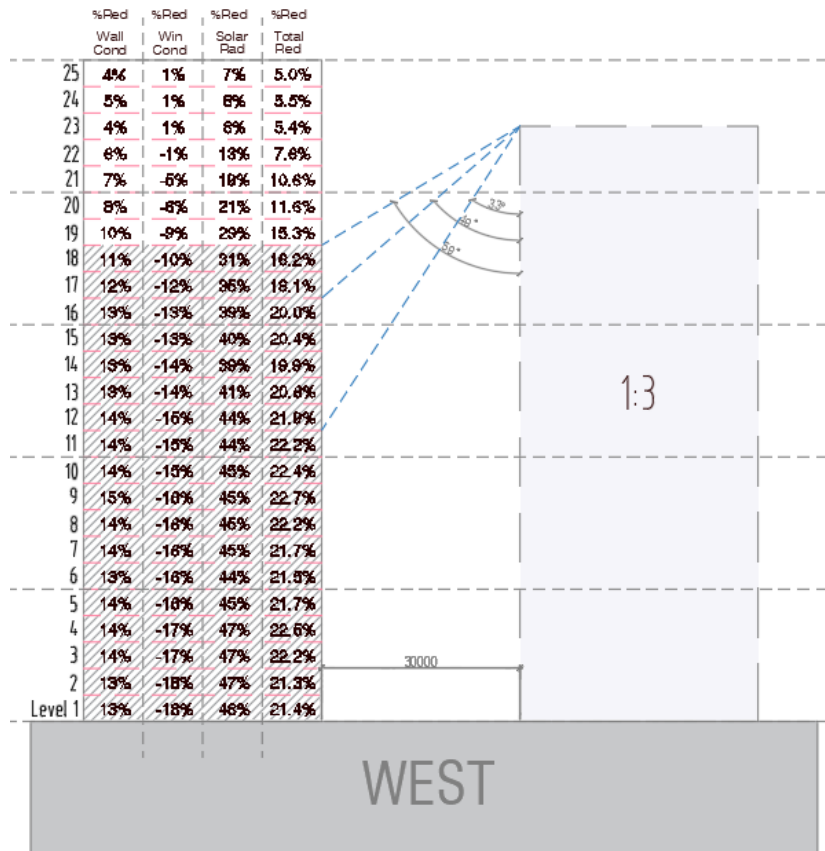 %Red %Red %Red %Red
Wall Cond Win Cond Solar Rad Total Red
25 4% 1% 7% 5.0%
24 5% 1% 5.5%
23 4% 1% 5.4%
22 6% -1% 13% 7.6%
21 7% -5% 19% 10.6%
20 8% -6% 21% 11.6%
19 10% -9% 29% 15.3%
18 11% -10% 31% 16.2%
17 12% -12% 35% 18.1%
16 13% -13% 39% 20.0%
15 13% -13% 40% 20.4%
14 13% -14% 39% 19.9%
13 13% -14% 41% 20.8%
12 14% -15% 44% 21.9%
11 14% -15% 44% 22.2%
10 14% -15% 45% 22.4%
9 15% -16% 45% 22.7%
8 14% -16% 45% 22.2%
7 14% -16% 45% 21.7%
6 13% -16% 44% 21.5%
5 14% -16% 45% 21.7%
4 14% -17% 47% 22.5%
3 14% -17% 47% 22.2%
2 13% 47% 21.3%
Level 1 13% 21.4%
33°
59°
1:3
30000
WEST